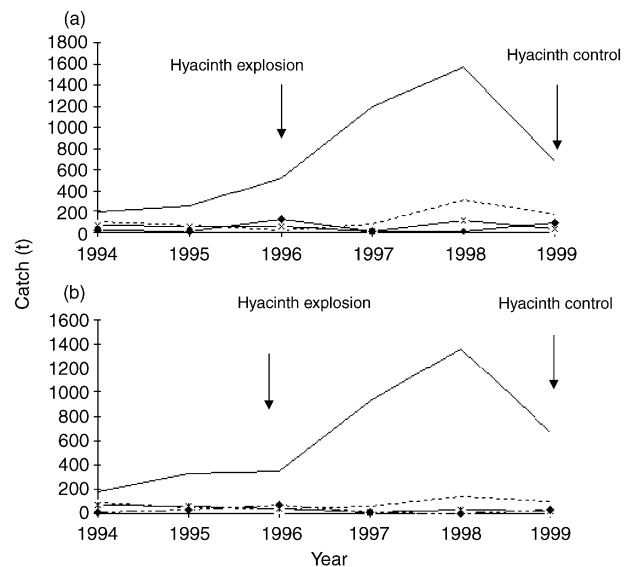 (a)
1800
1600
1400
1200
1000
800
600
400
200
0
Hyacinth explosion
Hyacinth control
1994 1995 1996 1997 1998 1999
Catch (t)
(b)
1600
1400
1200
1000
800
600
400
200
0
Hyacinth explosion
Hyacinth control
1994 1995 1996 1997 1998 1999
Year